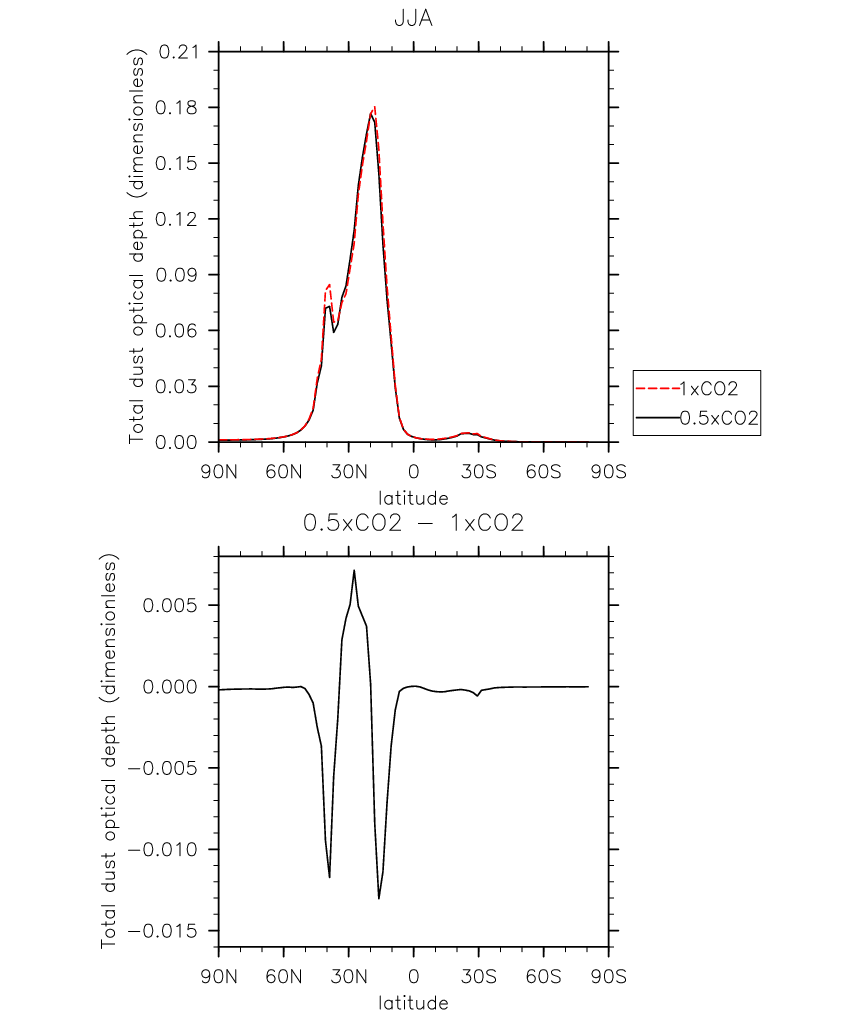 JJA
Total dust optical depth (dimensionless)
0.21
0.18
0.15
0.12
0.09
0.06
0.03
0.00
90N 60N 30N 0 30S 60S 90S
latitude
1xCO2
0.5xCO2
0.5xCO2 – 1xCO2
Total dust optical depth (dimensionless)
0.005
0.000
−0.005
−0.010
−0.015
90N 60N 30N 0 30S 60S 90S
latitude